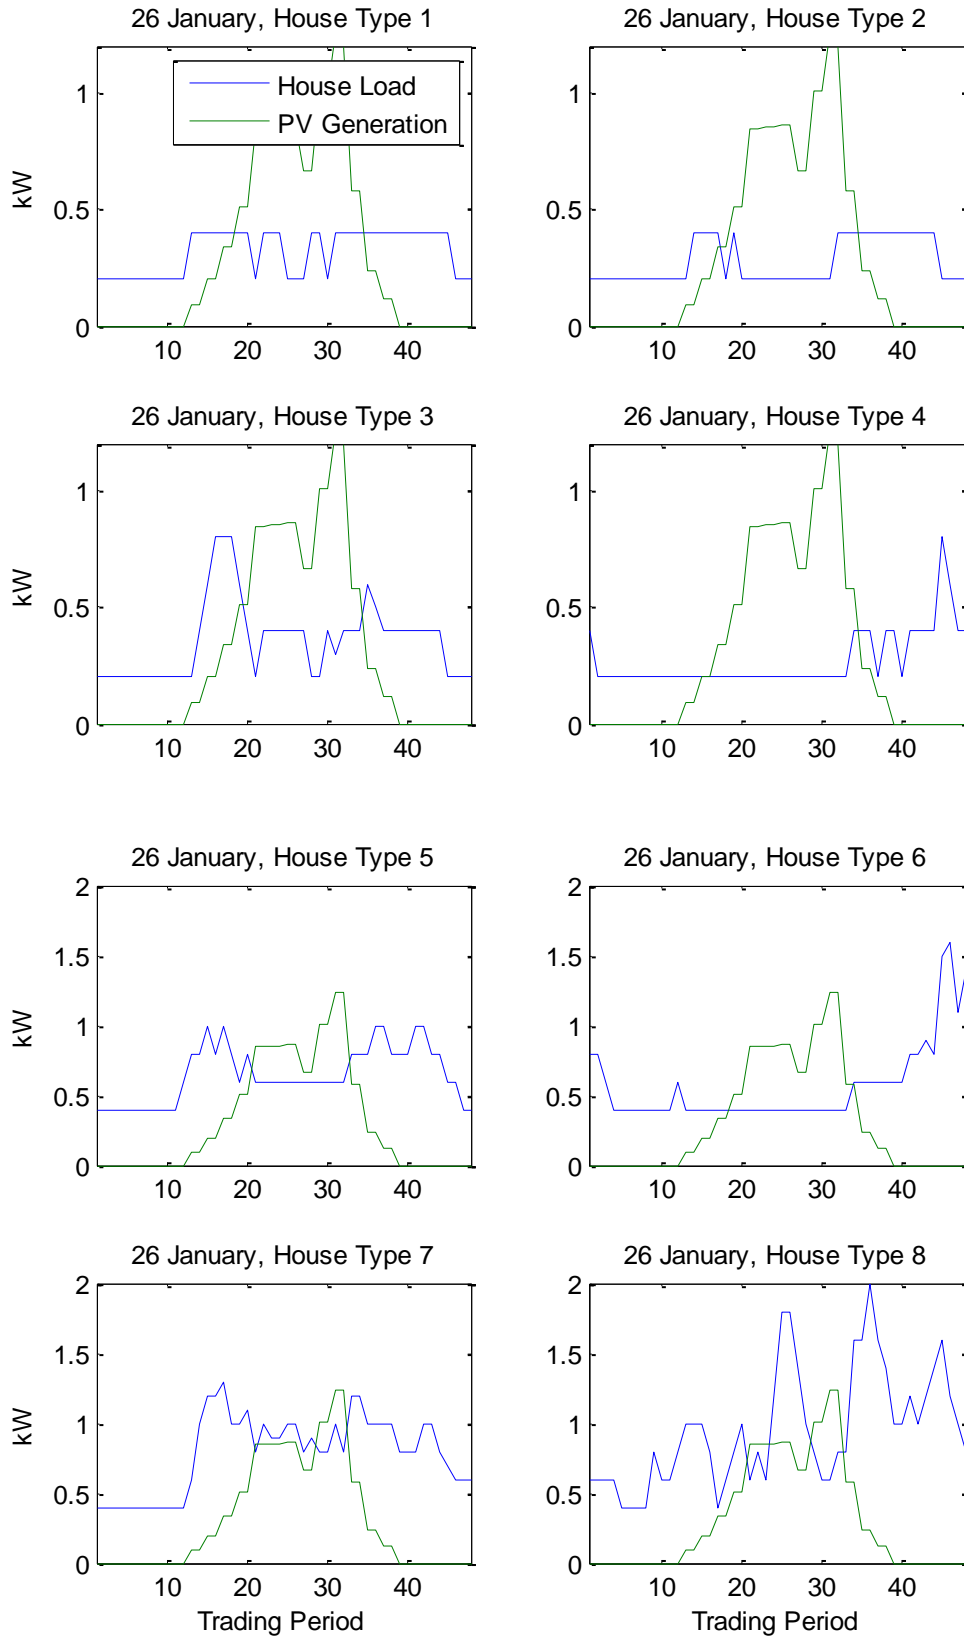 26 January, House Type 1
House Load
PV Generation
kW
1
0.5
0
10 20 30 40
26 January, House Type 2
1
0.5
0
10 20 30 40
26 January, House Type 3
kW
1
0.5
0
10 20 30 40
26 January, House Type 4
1
0.5
0
10 20 30 40
26 January, House Type 5
kW
2
1.5
1
0.5
0
10 20 30 40
26 January, House Type 6
2
1.5
1
0.5
0
10 20 30 40
26 January, House Type 7
kW
2
1.5
1
0.5
0
10 20 30 40
Trading Period
26 January, House Type 8
2
1.5
1
0.5
0
10 20 30 40
Trading Period